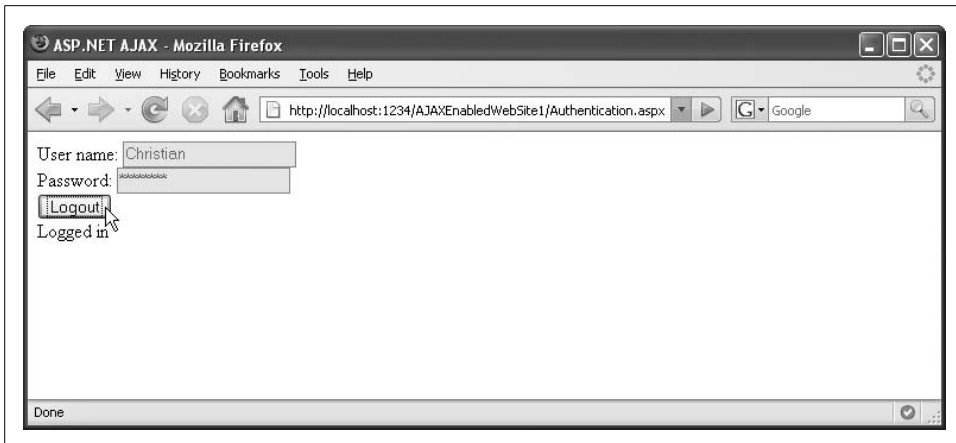 ASP.NET AJAX - Mozilla Firefox
File Edit View History Bookmarks Tools Help
http://localhost:1234/AJAXEnabledWebSite1/Authentication.aspx G Google
User name: Christian
Password: ********
Logout
Logged in
Done